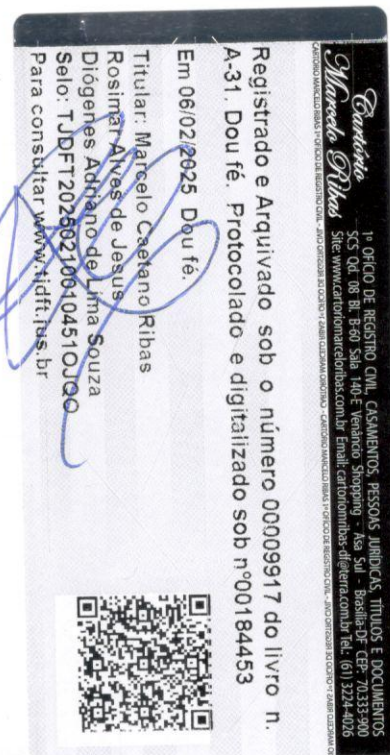 Cartório
Marcelo Ribas
1º OFÍCIO DE REGISTRO CIVIL, CASAMENTOS, PESSOAS JURÍDICAS, TÍTULOS E DOCUMENTOS
SCS Qd. 08 Bl. B-60 Sala 140-E Venâncio Shopping - Asa Sul - Brasília-DF CEP: 70.333-900
Site: www.cartoriomarceloribas.com.br Email: cartoriomribas-df@terra.com.br Tel.: (61) 3224-4026
Registrado e Arquivado sob o número 00009917 do livro n.
A-31. Dou fé. Protocolado e digitalizado sob nº00184453
Em 06/02/2025 Dou fé.
Titular: Marcelo Caetano Ribas
Rosimar Alves de Jesus
Diógenes Adriano de Lima Souza
Selo: TJDFT20250210010451OJQO
Para consultar www.tjdft.jus.br